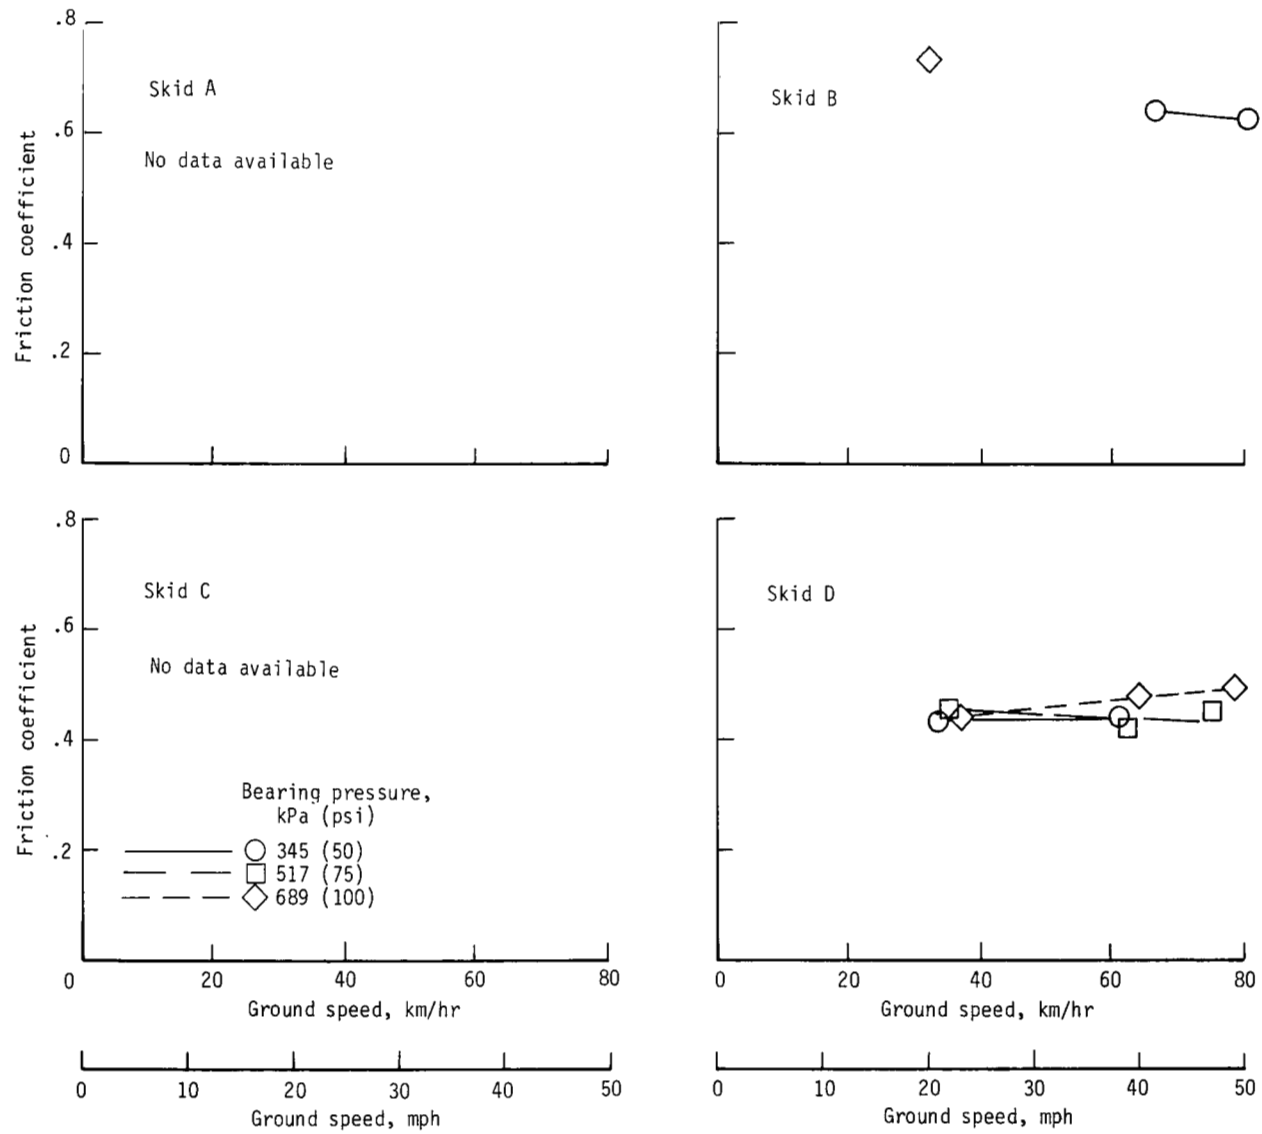 .8
Skid A
.6
No data available
.4
.2
0
Friction coefficient
Skid B
.8
Skid C
.6
No data available
.4
.2
Friction coefficient
Bearing pressure,
kPa (psi)
345 (50)
517 (75)
689 (100)
0 20 40 60 80
Ground speed, km/hr
0 10 20 30 40 50
Ground speed, mph
Skid D
0 20 40 60 80
Ground speed, km/hr
0 10 20 30 40 50
Ground speed, mph